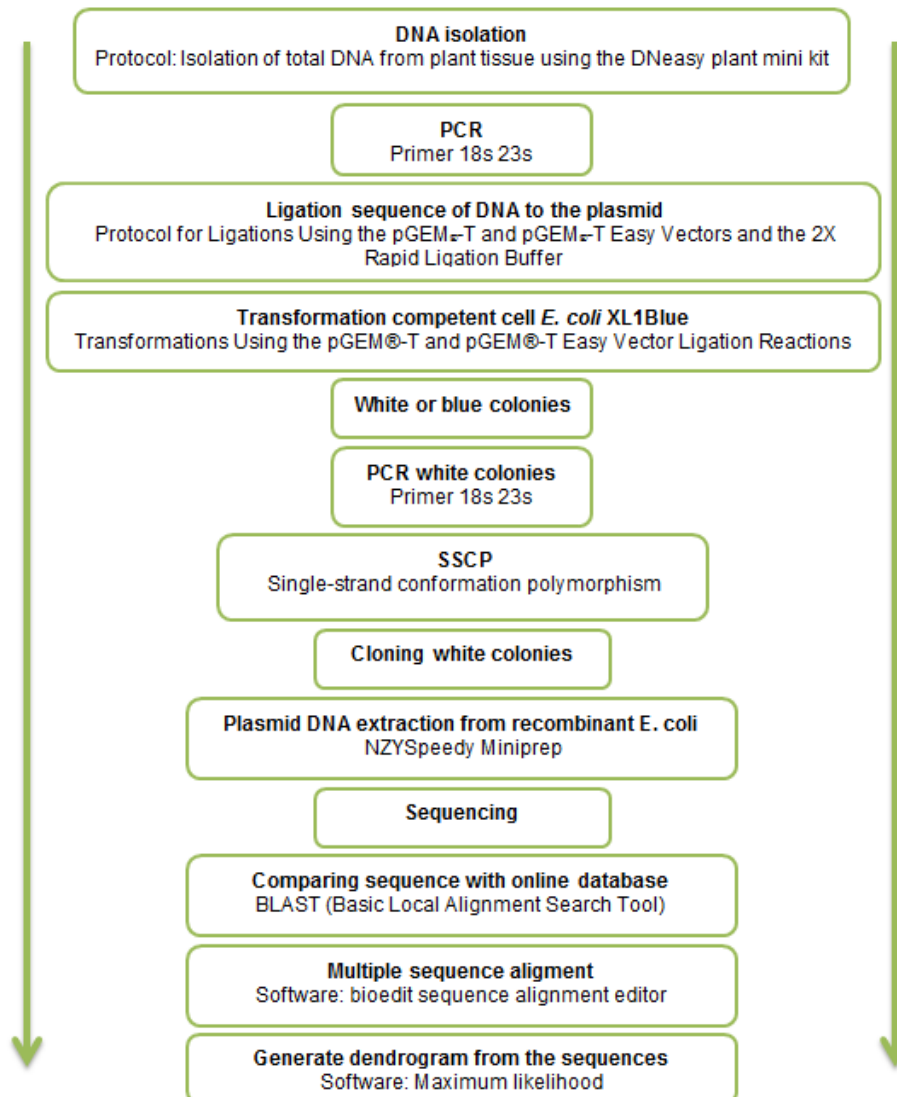 DNA isolation
Protocol: Isolation of total DNA from plant tissue using the DNeasy plant mini kit
PCR
Primer 18s 23s
Ligation sequence of DNA to the plasmid
Protocol for Ligations Using the pGEM®-T and pGEM®-T Easy Vectors and the 2X
Rapid Ligation Buffer
Transformation competent cell E. coli XL1Blue
Transformations Using the pGEM®-T and pGEM®-T Easy Vector Ligation Reactions
White or blue colonies
PCR white colonies
Primer 18s 23s
SSCP
Single-strand conformation polymorphism
Cloning white colonies
Plasmid DNA extraction from recombinant E. coli
NZYSpeedy Miniprep
Sequencing
Comparing sequence with online database
BLAST (Basic Local Alignment Search Tool)
Multiple sequence aligment
Software: bioedit sequence alignment editor
Generate dendrogram from the sequences
Software: Maximum likelihood